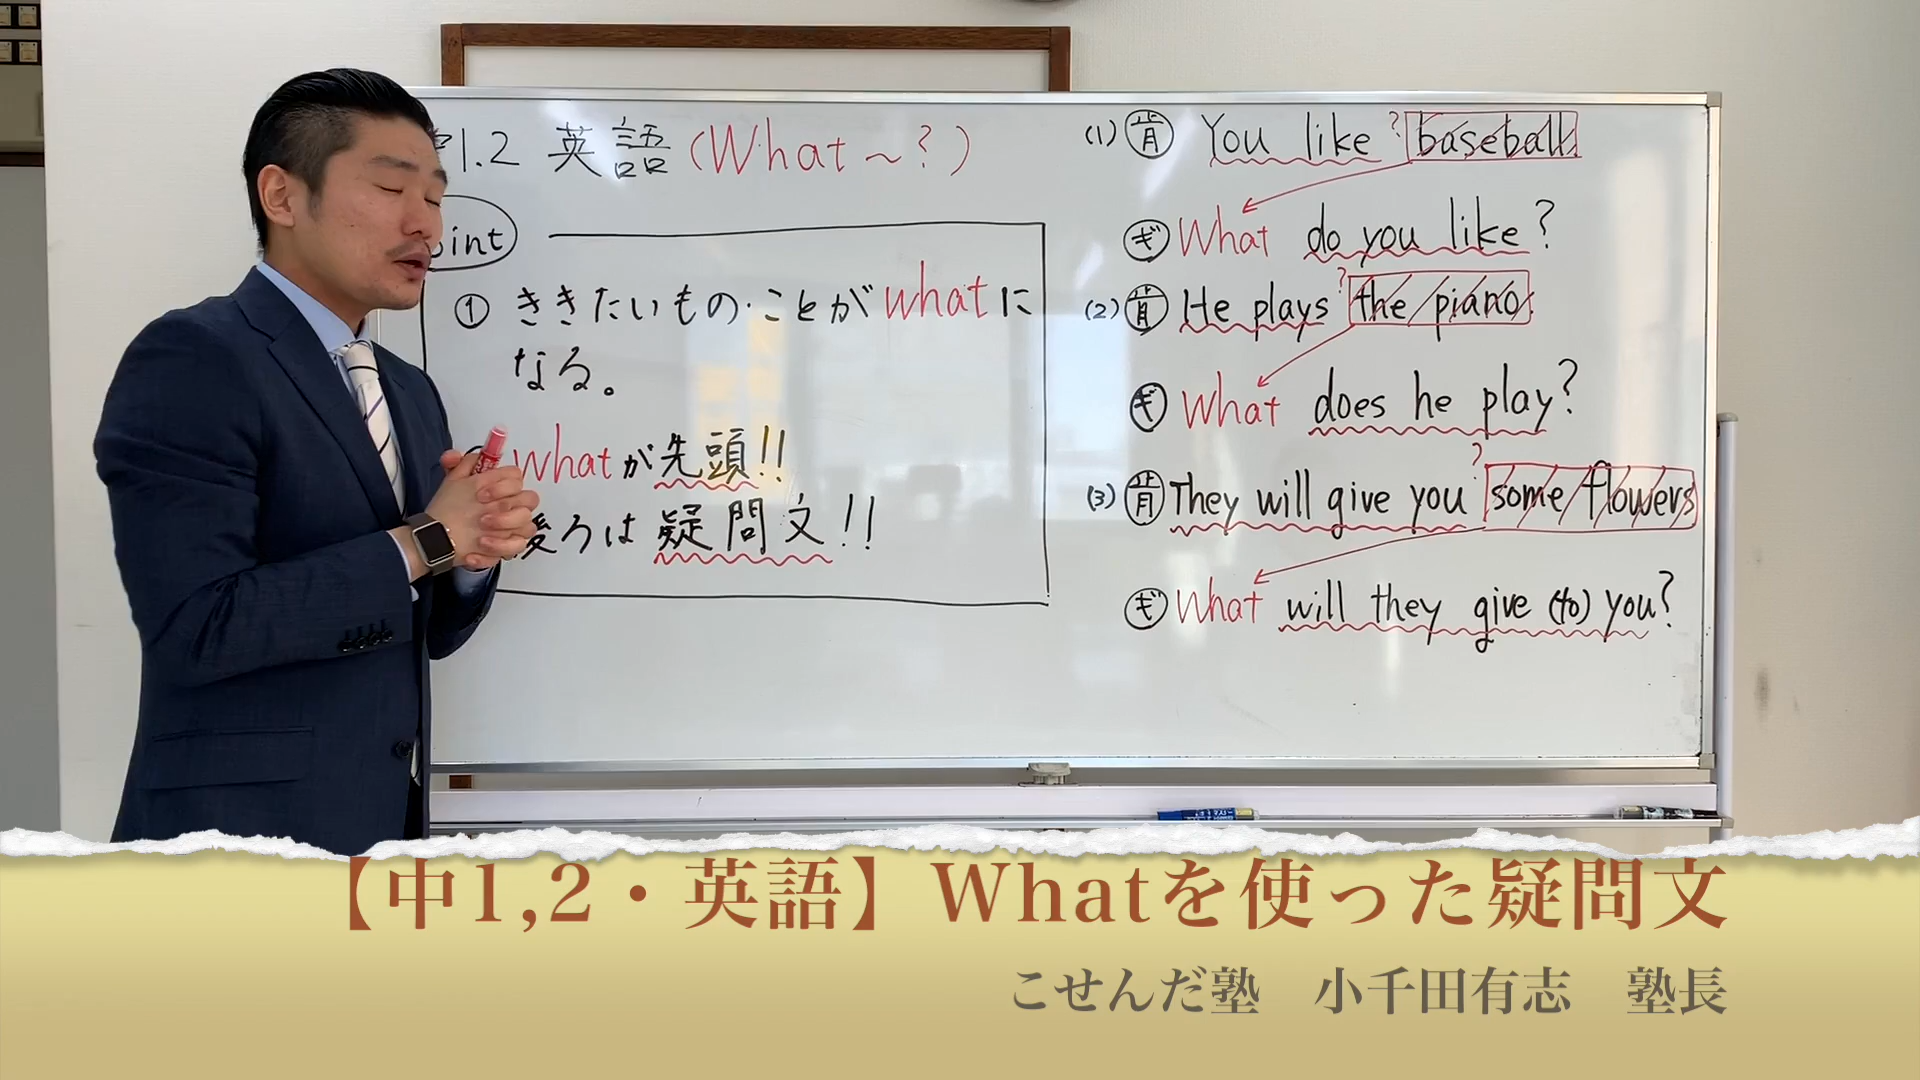 中1.2 英語(What～?)
Point
① ききたいもの・ことがwhatに
なる。
whatが先頭!!
後ろは疑問文!!
(1) 肯 You like ? baseball
ギ What do you like?
(2) 肯 He plays ? the piano.
ギ What does he play?
(3) 肯 They will give you ? some flowers
ギ What will they give (to) you?
【中1,2・英語】Whatを使った疑問文
こせんだ塾　小千田有志　塾長